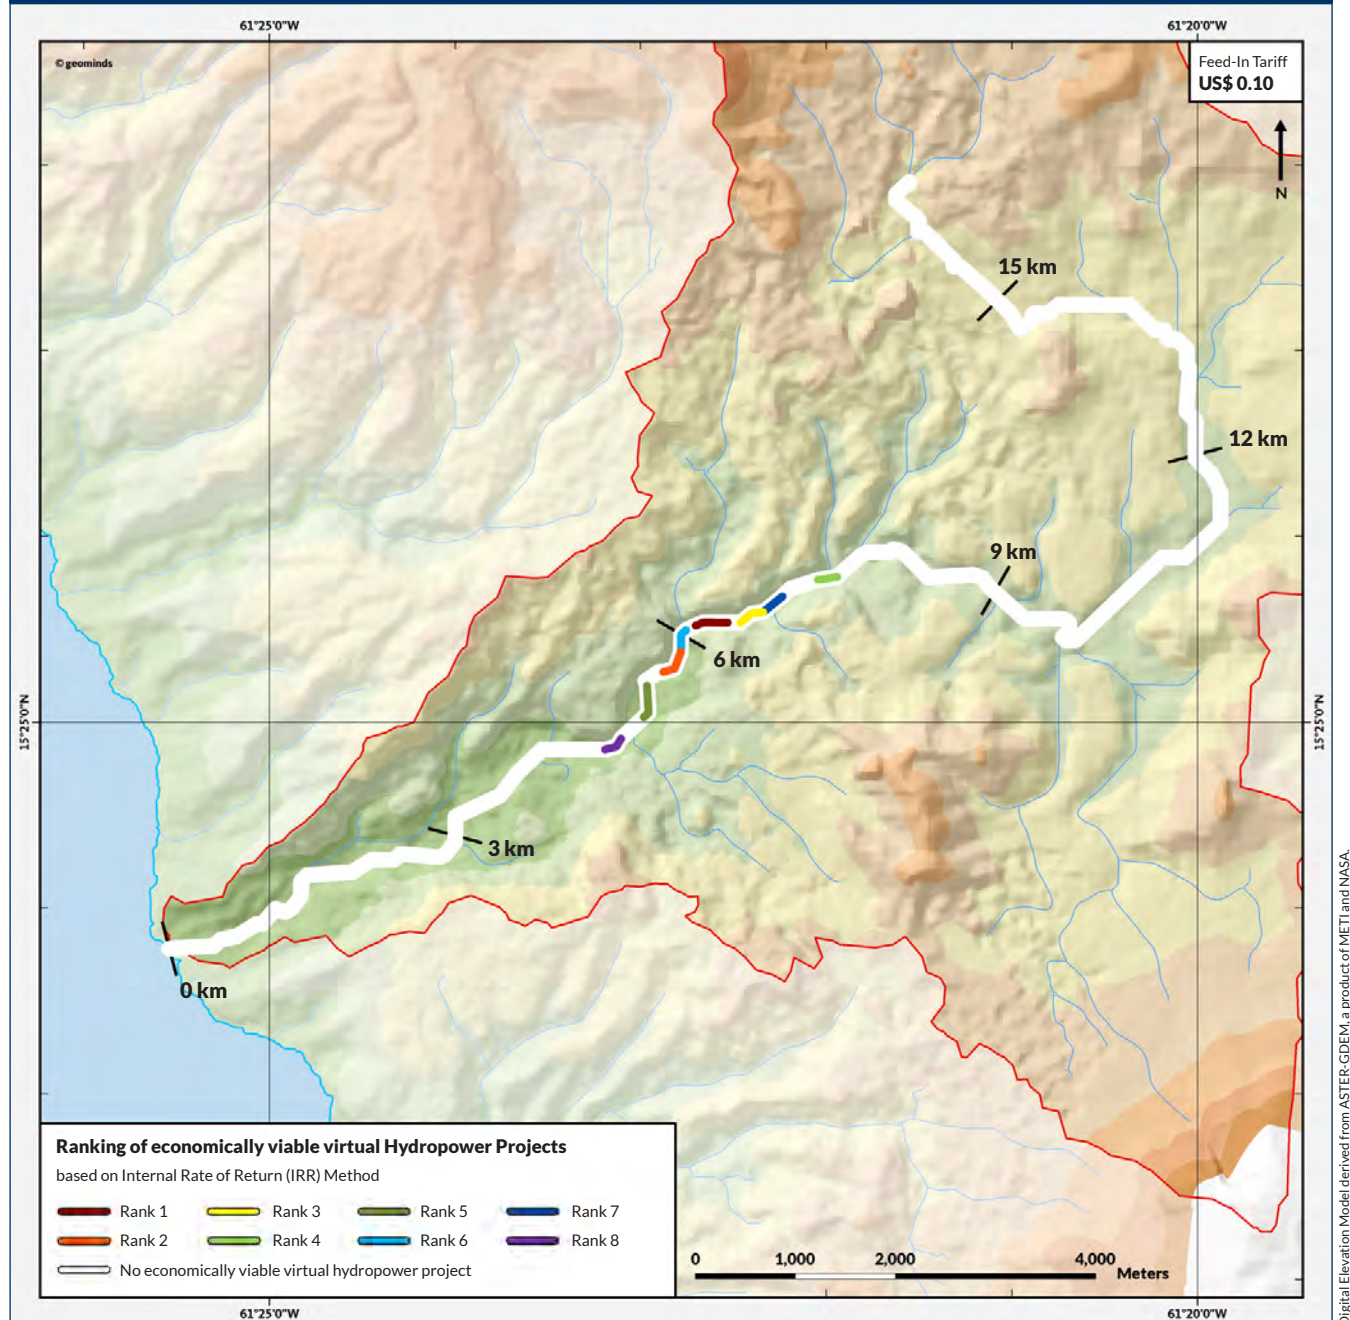 61°25'0"W
61°20'0"W
© geominds
Feed-In Tariff
US$ 0.10
N
15 km
12 km
9 km
6 km
15°25'0"N
15°25'0"N
3 km
0 km
Ranking of economically viable virtual Hydropower Projects
based on Internal Rate of Return (IRR) Method
Rank 1
Rank 3
Rank 5
Rank 7
Rank 2
Rank 4
Rank 6
Rank 8
No economically viable virtual hydropower project
0
1,000
2,000
4,000
Meters
61°25'0"W
61°20'0"W
Digital Elevation Model derived from ASTER-GDEM, a product of METI and NASA.